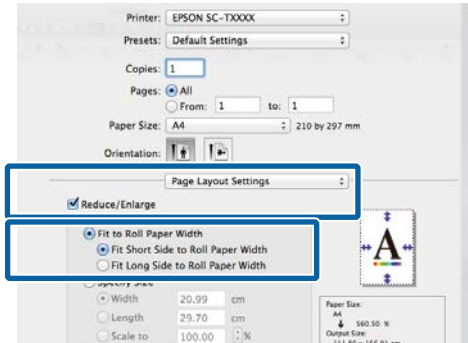 Printer: EPSON SC-TXXXX
Presets: Default Settings
Copies: 1
Pages: All
From: 1 to: 1
Paper Size: A4 210 by 297 mm
Orientation:
Page Layout Settings
Reduce/Enlarge
Fit to Roll Paper Width
Fit Short Side to Roll Paper Width
Fit Long Side to Roll Paper Width
Specify Size
Width 20.99 cm
Length 29.70 cm
Scale to 100.00 %
A
Paper Size:
A4
560.50 %
Output Size: